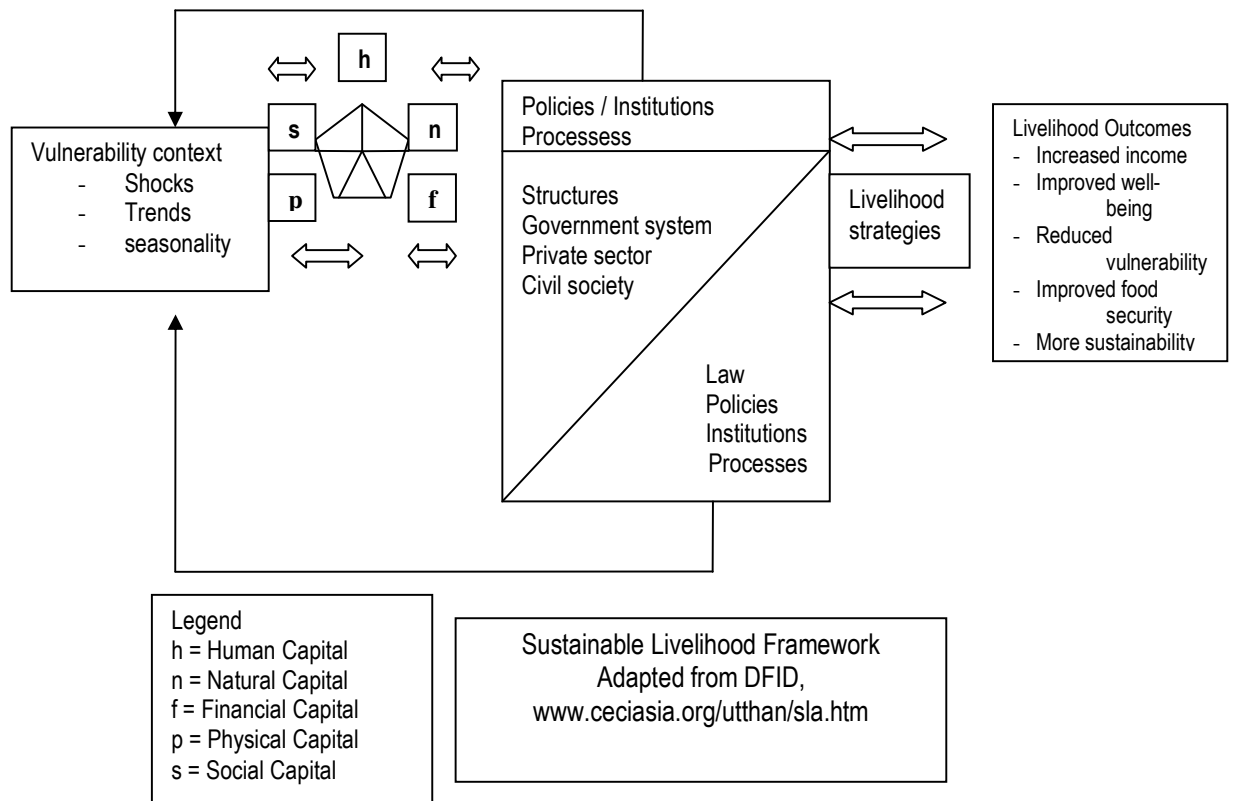 h
s
n
p
f
Vulnerability context
- Shocks
- Trends
- seasonality
Policies / Institutions
Processess
Structures
Government system
Private sector
Civil society
Law
Policies
Institutions
Processes
Livelihood
strategies
Livelihood Outcomes
- Increased income
- Improved well-
being
- Reduced
vulnerability
- Improved food
security
- More sustainability
Legend
h = Human Capital
n = Natural Capital
f = Financial Capital
p = Physical Capital
s = Social Capital
Sustainable Livelihood Framework
Adapted from DFID,
www.ceciasia.org/utthan/sla.htm